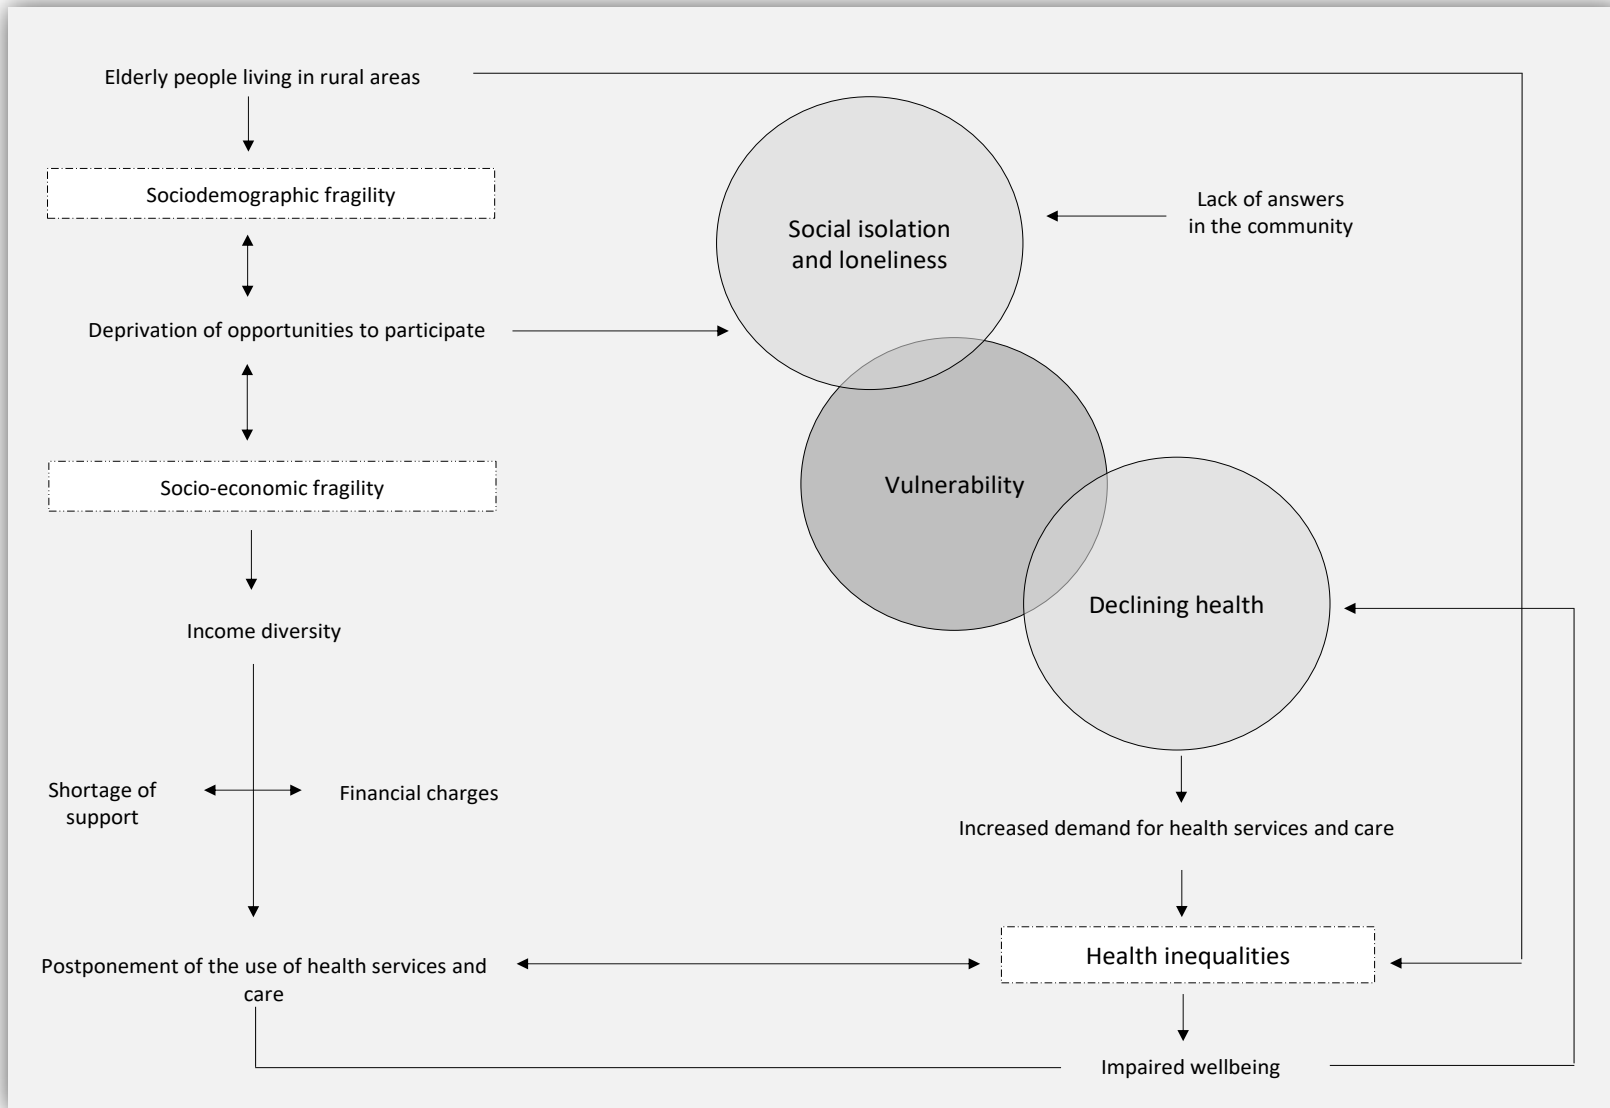 Elderly people living in rural areas
Sociodemographic fragility
Deprivation of opportunities to participate
Socio-economic fragility
Income diversity
Shortage of
support
Financial charges
Postponement of the use of health services and
care
Social isolation
and loneliness
Lack of answers
in the community
Vulnerability
Declining health
Increased demand for health services and care
Health inequalities
Impaired wellbeing